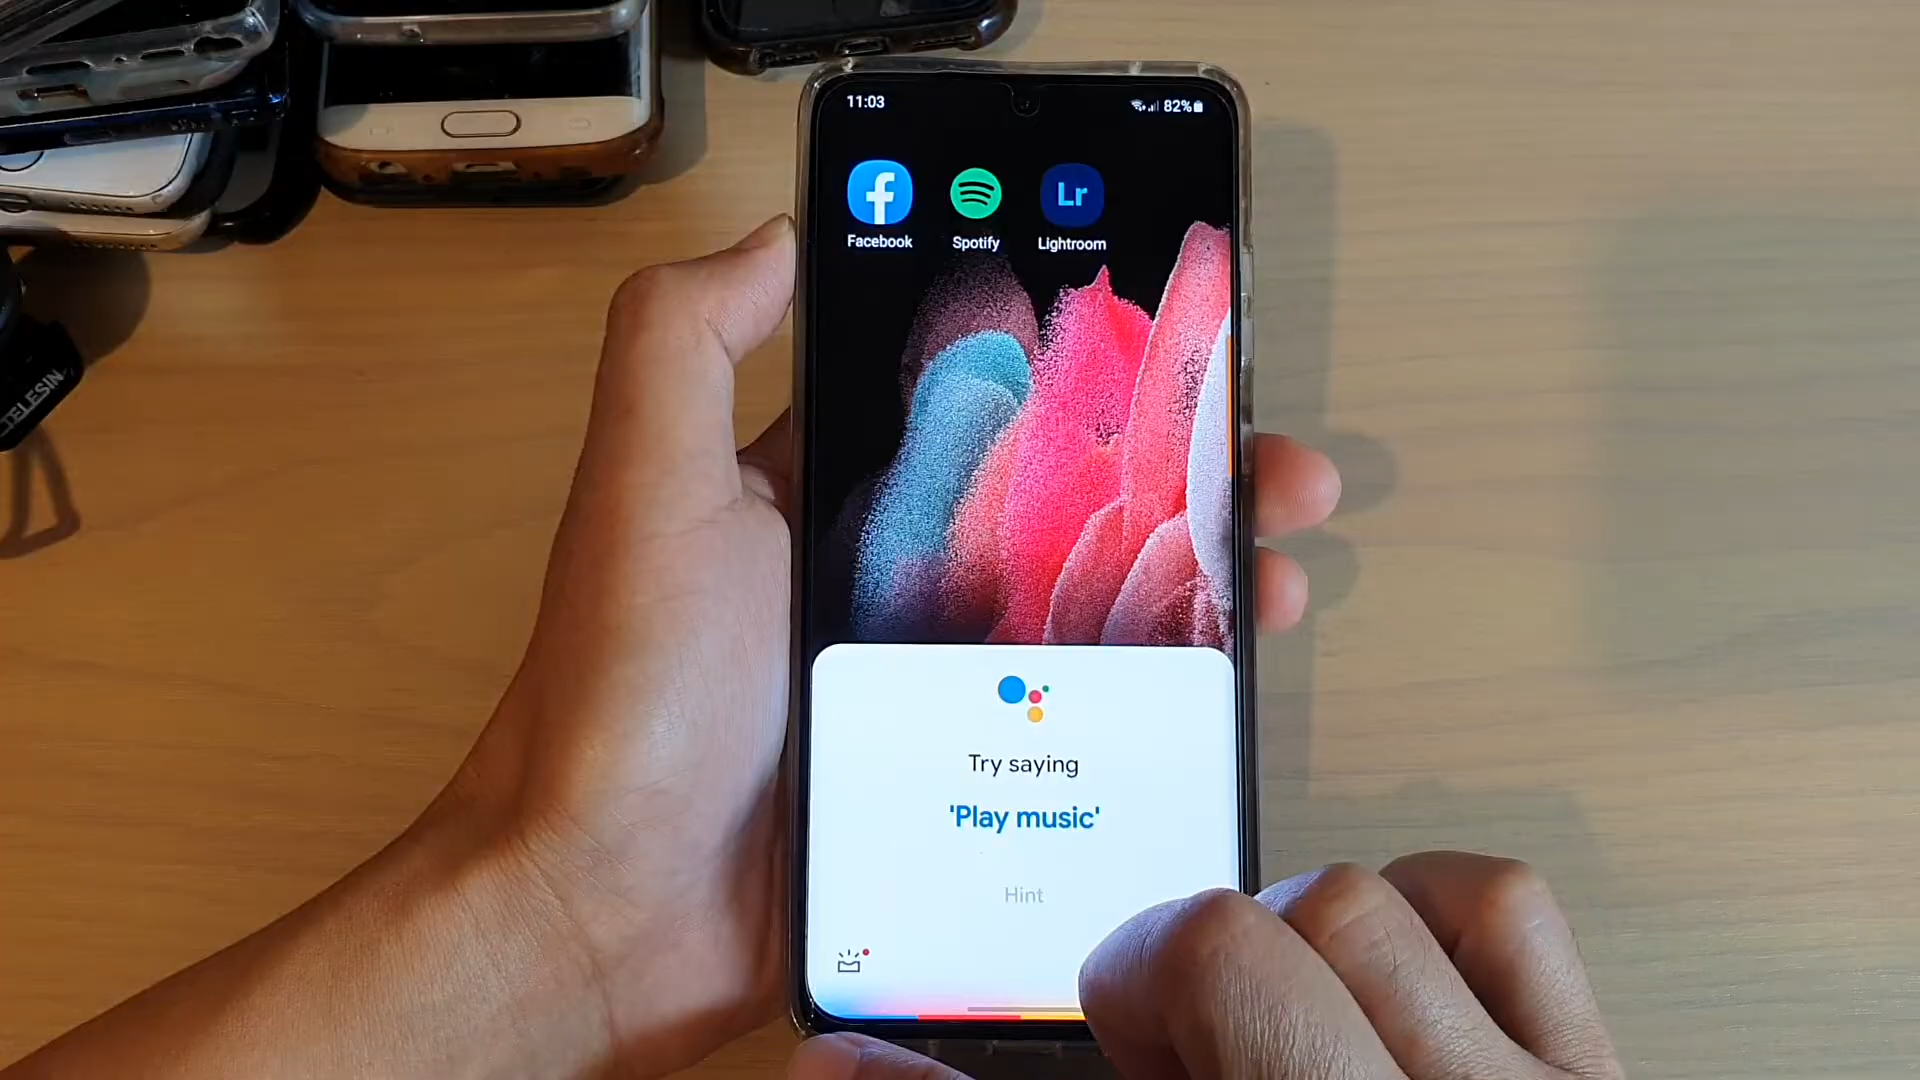 11:03
82%
Facebook
Spotify
Lr
Lightroom
Try saying
'Play music'
Hint
TELESIN